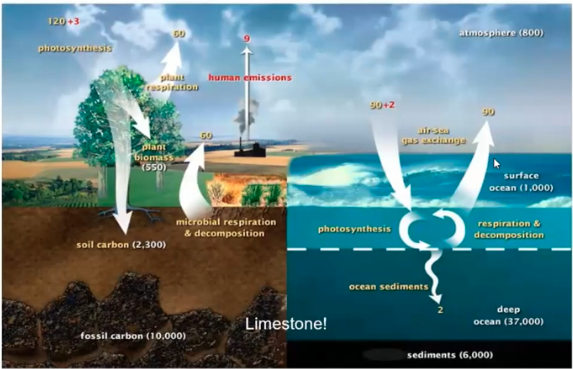 120 +3
photosynthesis
60
plant
respiration
9
human emissions
atmosphere (800)
plant
biomass
(550)
60
90+2
90
air-sea
gas exchange
surface
ocean (1,000)
microbial respiration
& decomposition
soil carbon (2,300)
photosynthesis
respiration &
decomposition
ocean sediments
2
deep
ocean (37,000)
fossil carbon (10,000)
Limestone!
sediments (6,000)